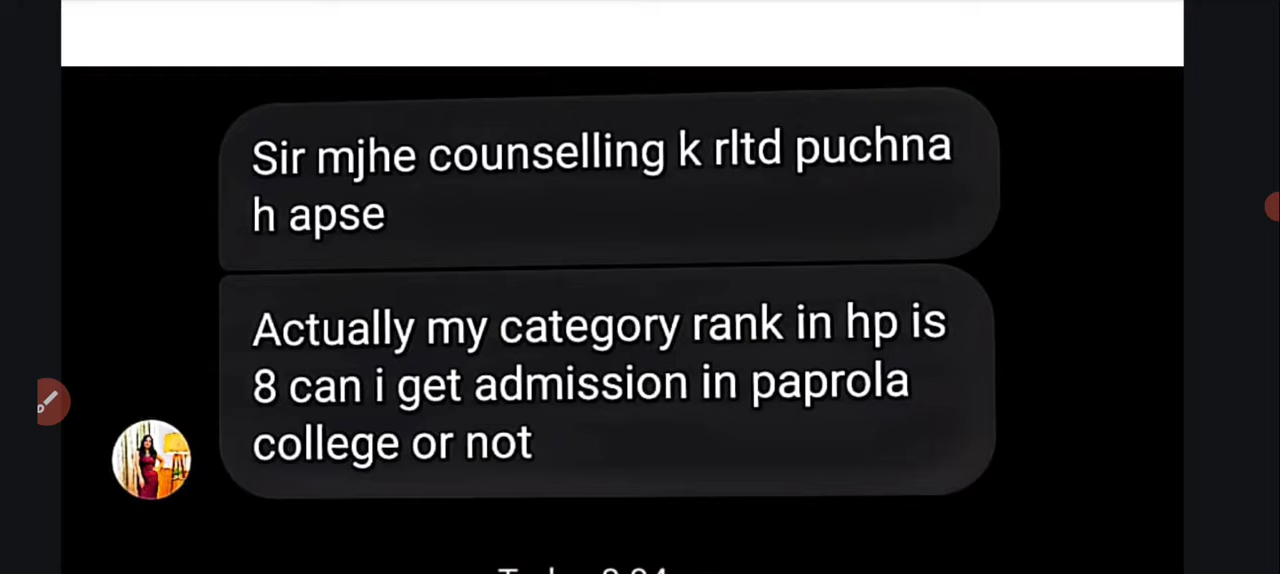 Sir mjhe counselling k rltd puchna
h apse
Actually my category rank in hp is
8 can i get admission in paprola
college or not